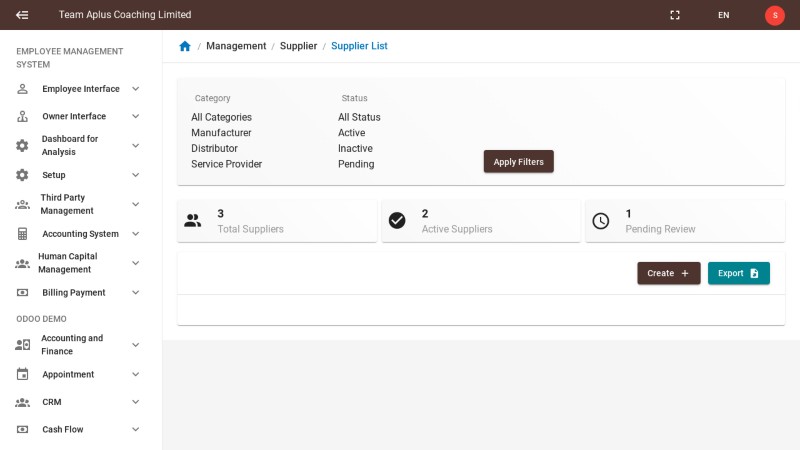 Team Aplus Coaching Limited
EN
S
EMPLOYEE MANAGEMENT
SYSTEM
Employee Interface
Owner Interface
Dashboard for
Analysis
Setup
Third Party
Management
Accounting System
Human Capital
Management
Billing Payment
ODOO DEMO
Accounting and
Finance
Appointment
CRM
Cash Flow
/ Management / Supplier / Supplier List
Category
All Categories
Manufacturer
Distributor
Service Provider
Status
All Status
Active
Inactive
Pending
Apply Filters
3
Total Suppliers
2
Active Suppliers
1
Pending Review
Create +
Export